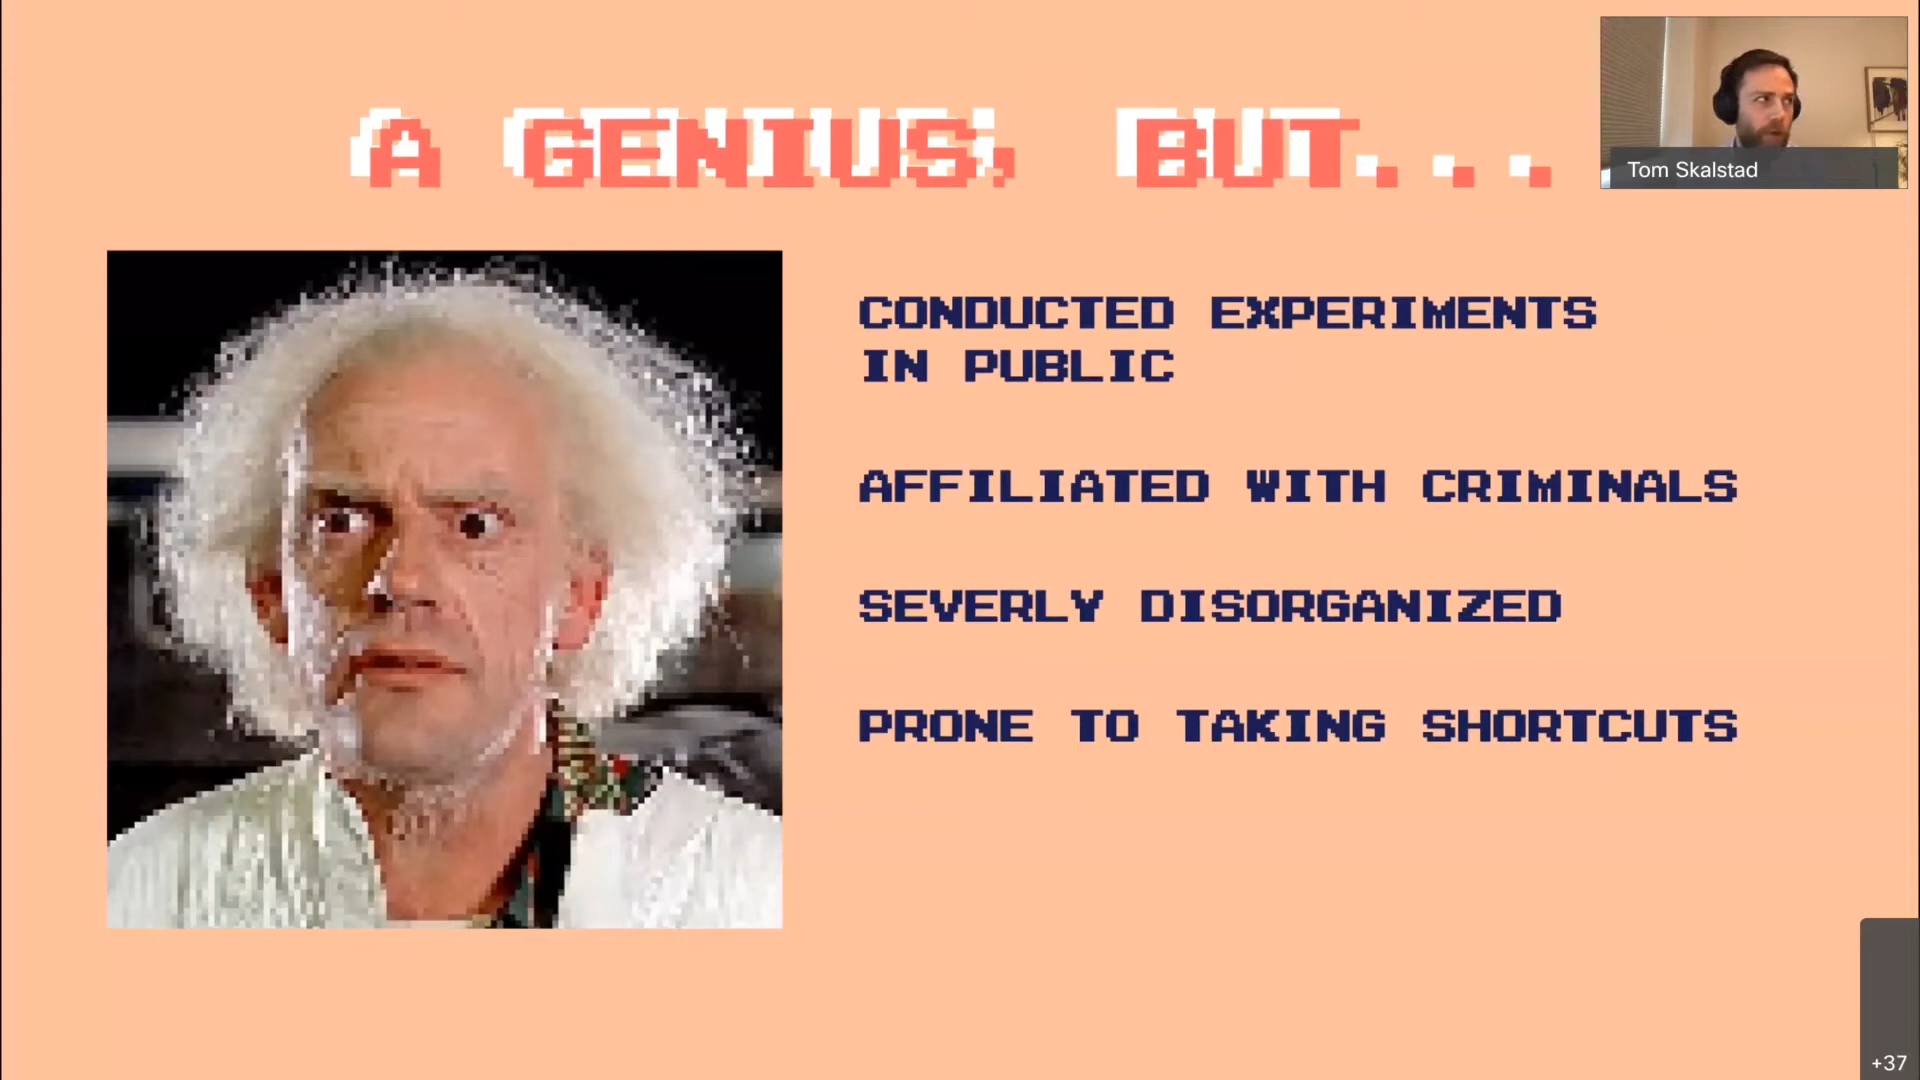 A GENIUS, BUT...
Tom Skalstad
CONDUCTED EXPERIMENTS
IN PUBLIC
AFFILIATED WITH CRIMINALS
SEVERLY DISORGANIZED
PRONE TO TAKING SHORTCUTS
+37